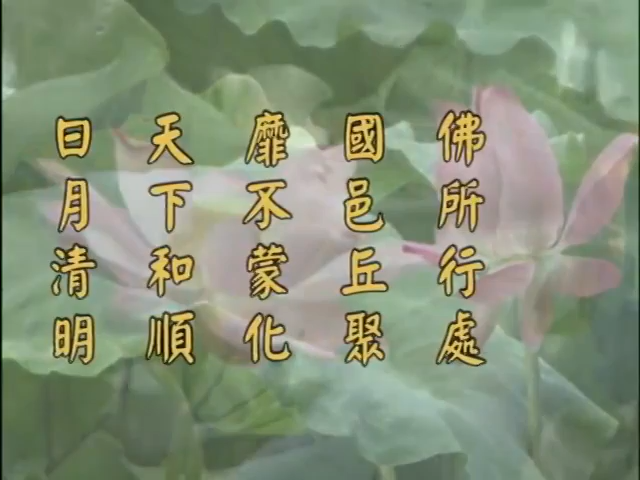 佛所行處
國邑丘聚
靡不蒙化
天下和順
日月清明